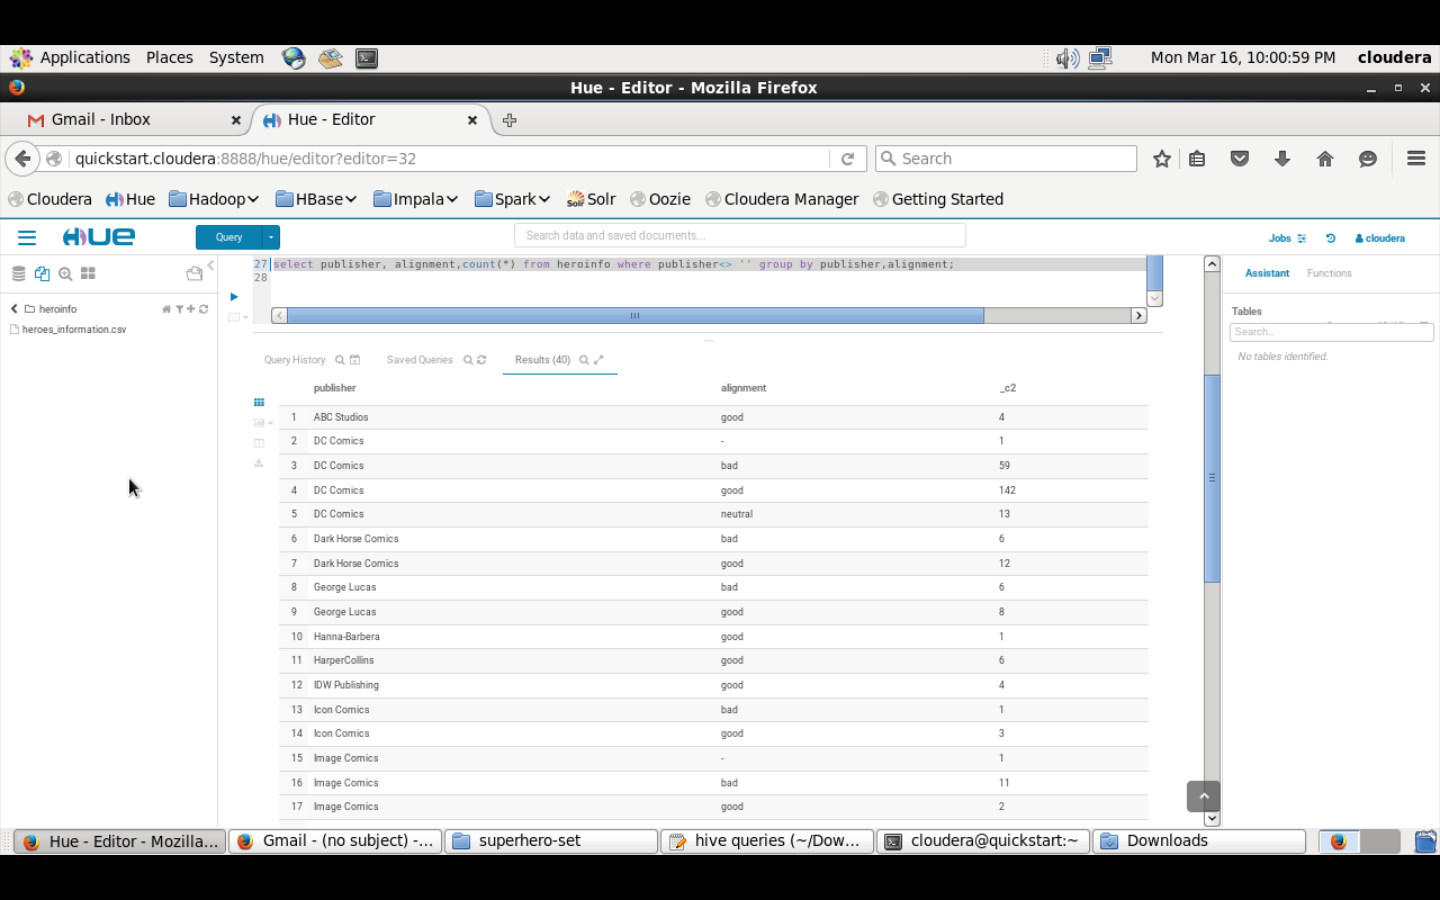 Applications Places System Mon Mar 16, 10:00:59 PM cloudera
Hue - Editor - Mozilla Firefox
Gmail - Inbox Hue - Editor
quickstart.cloudera:8888/hue/editor?editor=32 Search
Cloudera Hue Hadoop HBase Impala Spark Solr Oozie Cloudera Manager Getting Started
HUE Query Search data and saved documents... Jobs cloudera
27 select publisher, alignment,count(*) from heroinfo where publisher<> '' group by publisher,alignment;
28
Assistant Functions
heroinfo
heroes_information.csv
Tables
Search...
No tables identified.
Query History Saved Queries Results (40)
publisher alignment _c2
1 ABC Studios good 4
2 DC Comics - 1
3 DC Comics bad 59
4 DC Comics good 142
5 DC Comics neutral 13
6 Dark Horse Comics bad 6
7 Dark Horse Comics good 12
8 George Lucas bad 6
9 George Lucas good 8
10 Hanna-Barbera good 1
11 HarperCollins good 6
12 IDW Publishing good 4
13 Icon Comics bad 1
14 Icon Comics good 3
15 Image Comics - 1
16 Image Comics bad 11
17 Image Comics good 2
Hue - Editor - Mozilla... Gmail - (no subject) -... superhero-set hive queries (~/Dow... cloudera@quickstart:~ Downloads